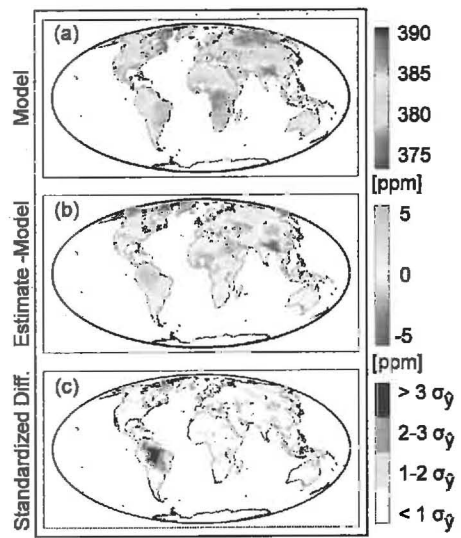 Model
(a)
390
385
380
375
[ppm]
Estimate -Model
(b)
5
0
-5
[ppm]
Standardized Diff.
(c)
> 3 σŷ
2-3 σŷ
1-2 σŷ
< 1 σŷ